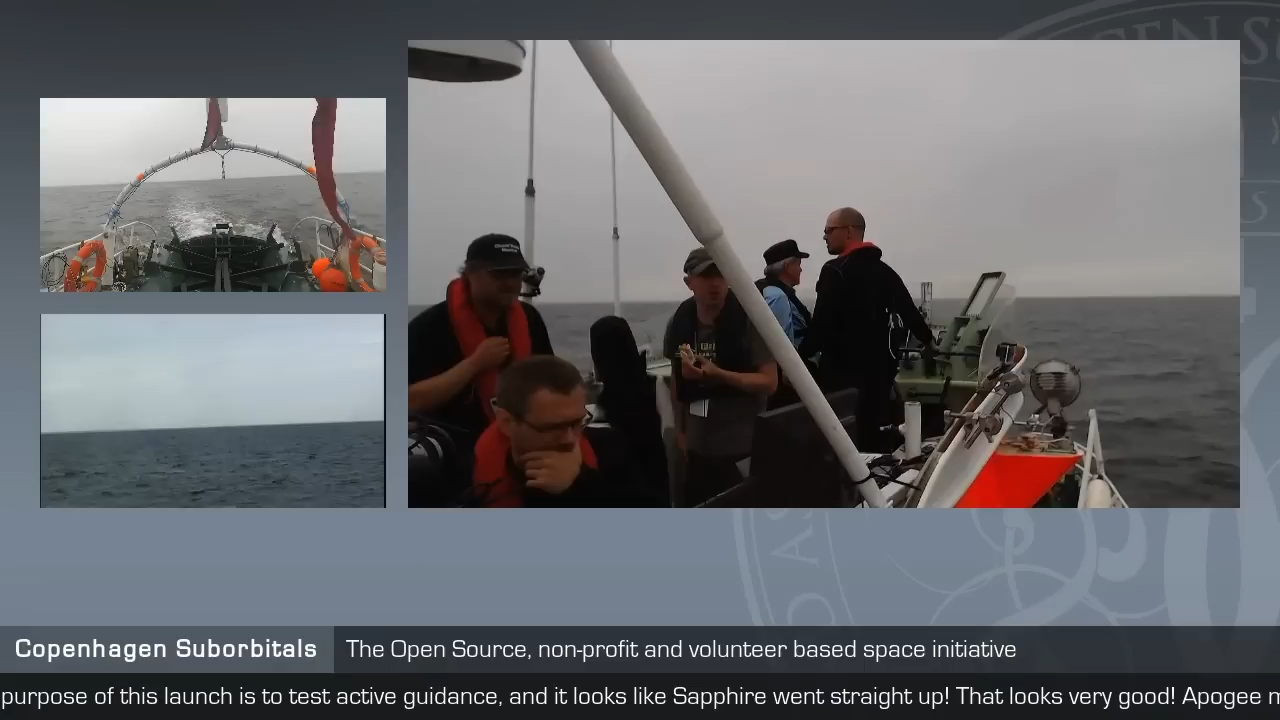 Copenhagen Suborbitals
The Open Source, non-profit and volunteer based space initiative
purpose of this launch is to test active guidance, and it looks like Sapphire went straight up! That looks very good! Apogee